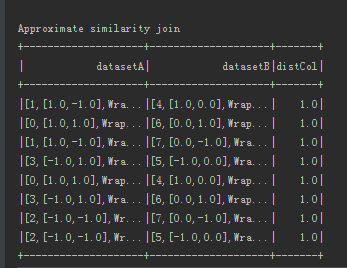 Approximate similarity join
+--------------------+--------------------+-------+
|            datasetA|            datasetB|distCol|
+--------------------+--------------------+-------+
|[1,[1.0,-1.0],Wra...|[4,[1.0,0.0],Wrap...|    1.0|
|[0,[1.0,1.0],Wrap...|[6,[0.0,1.0],Wrap...|    1.0|
|[1,[1.0,-1.0],Wra...|[7,[0.0,-1.0],Wra...|    1.0|
|[3,[-1.0,1.0],Wra...|[5,[-1.0,0.0],Wra...|    1.0|
|[0,[1.0,1.0],Wrap...|[4,[1.0,0.0],Wrap...|    1.0|
|[3,[-1.0,1.0],Wra...|[6,[0.0,1.0],Wrap...|    1.0|
|[2,[-1.0,-1.0],Wr...|[7,[0.0,-1.0],Wra...|    1.0|
|[2,[-1.0,-1.0],Wr...|[5,[-1.0,0.0],Wra...|    1.0|
+--------------------+--------------------+-------+